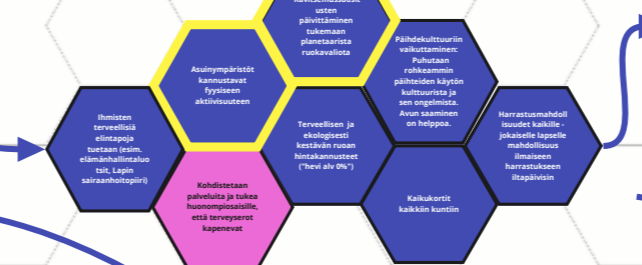 usten
päivittäminen
tukemaan
planetaarista
ruokavaliota
Asuinympäristöt
kannustavat
fyysiseen
aktiivisuuteen
Päihdekulttuuriin
vaikuttaminen:
Puhutaan
rohkeammin
päihteiden käytön
kulttuurista ja
sen ongelmista.
Avun saaminen
on helppoa.
Ihmisten
terveellisiä
elintapoja
tuetaan (esim.
elämänhallintaluo
tsit, Lapin
sairaanhoitopiiri)
Terveellisen ja
ekologisesti
kestävän ruoan
hintakannusteet
("hevi alv 0%")
Harrastusmahdoll
isuudet kaikille -
jokaiselle lapselle
mahdollisuus
ilmaiseen
harrastukseen
iltapäivisin
Kohdistetaan
palveluita ja tukea
huonompiosaisille,
että terveyserot
kapenevat
Kaikukortit
kaikkiin kuntiin